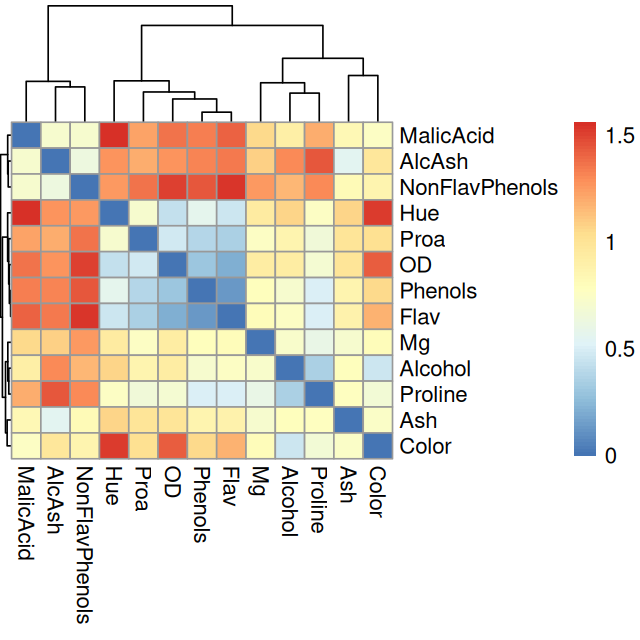 MalicAcid
AlcAsh
NonFlavPhenols
Hue
Proa
OD
Phenols
Flav
Mg
Alcohol
Proline
Ash
Color
1.5
1
0.5
0
MalicAcid
AlcAsh
NonFlavPhenols
Hue
Proa
OD
Phenols
Flav
Mg
Alcohol
Proline
Ash
Color